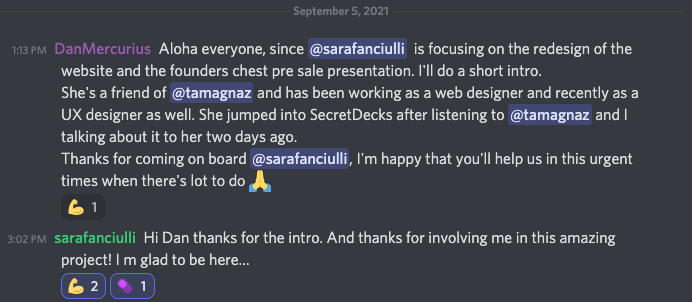 September 5, 2021
1:13 PM DanMercurius Aloha everyone, since @sarafanciulli is focusing on the redesign of the
website and the founders chest pre sale presentation. I'll do a short intro.
She's a friend of @tamagnaz and has been working as a web designer and recently as a
UX designer as well. She jumped into SecretDecks after listening to @tamagnaz and I
talking about it to her two days ago.
Thanks for coming on board @sarafanciulli, I'm happy that you'll help us in this urgent
times when there's lot to do 🙏
💪 1
3:02 PM sarafanciulli Hi Dan thanks for the intro. And thanks for involving me in this amazing
project! I m glad to be here...
💪 2 1